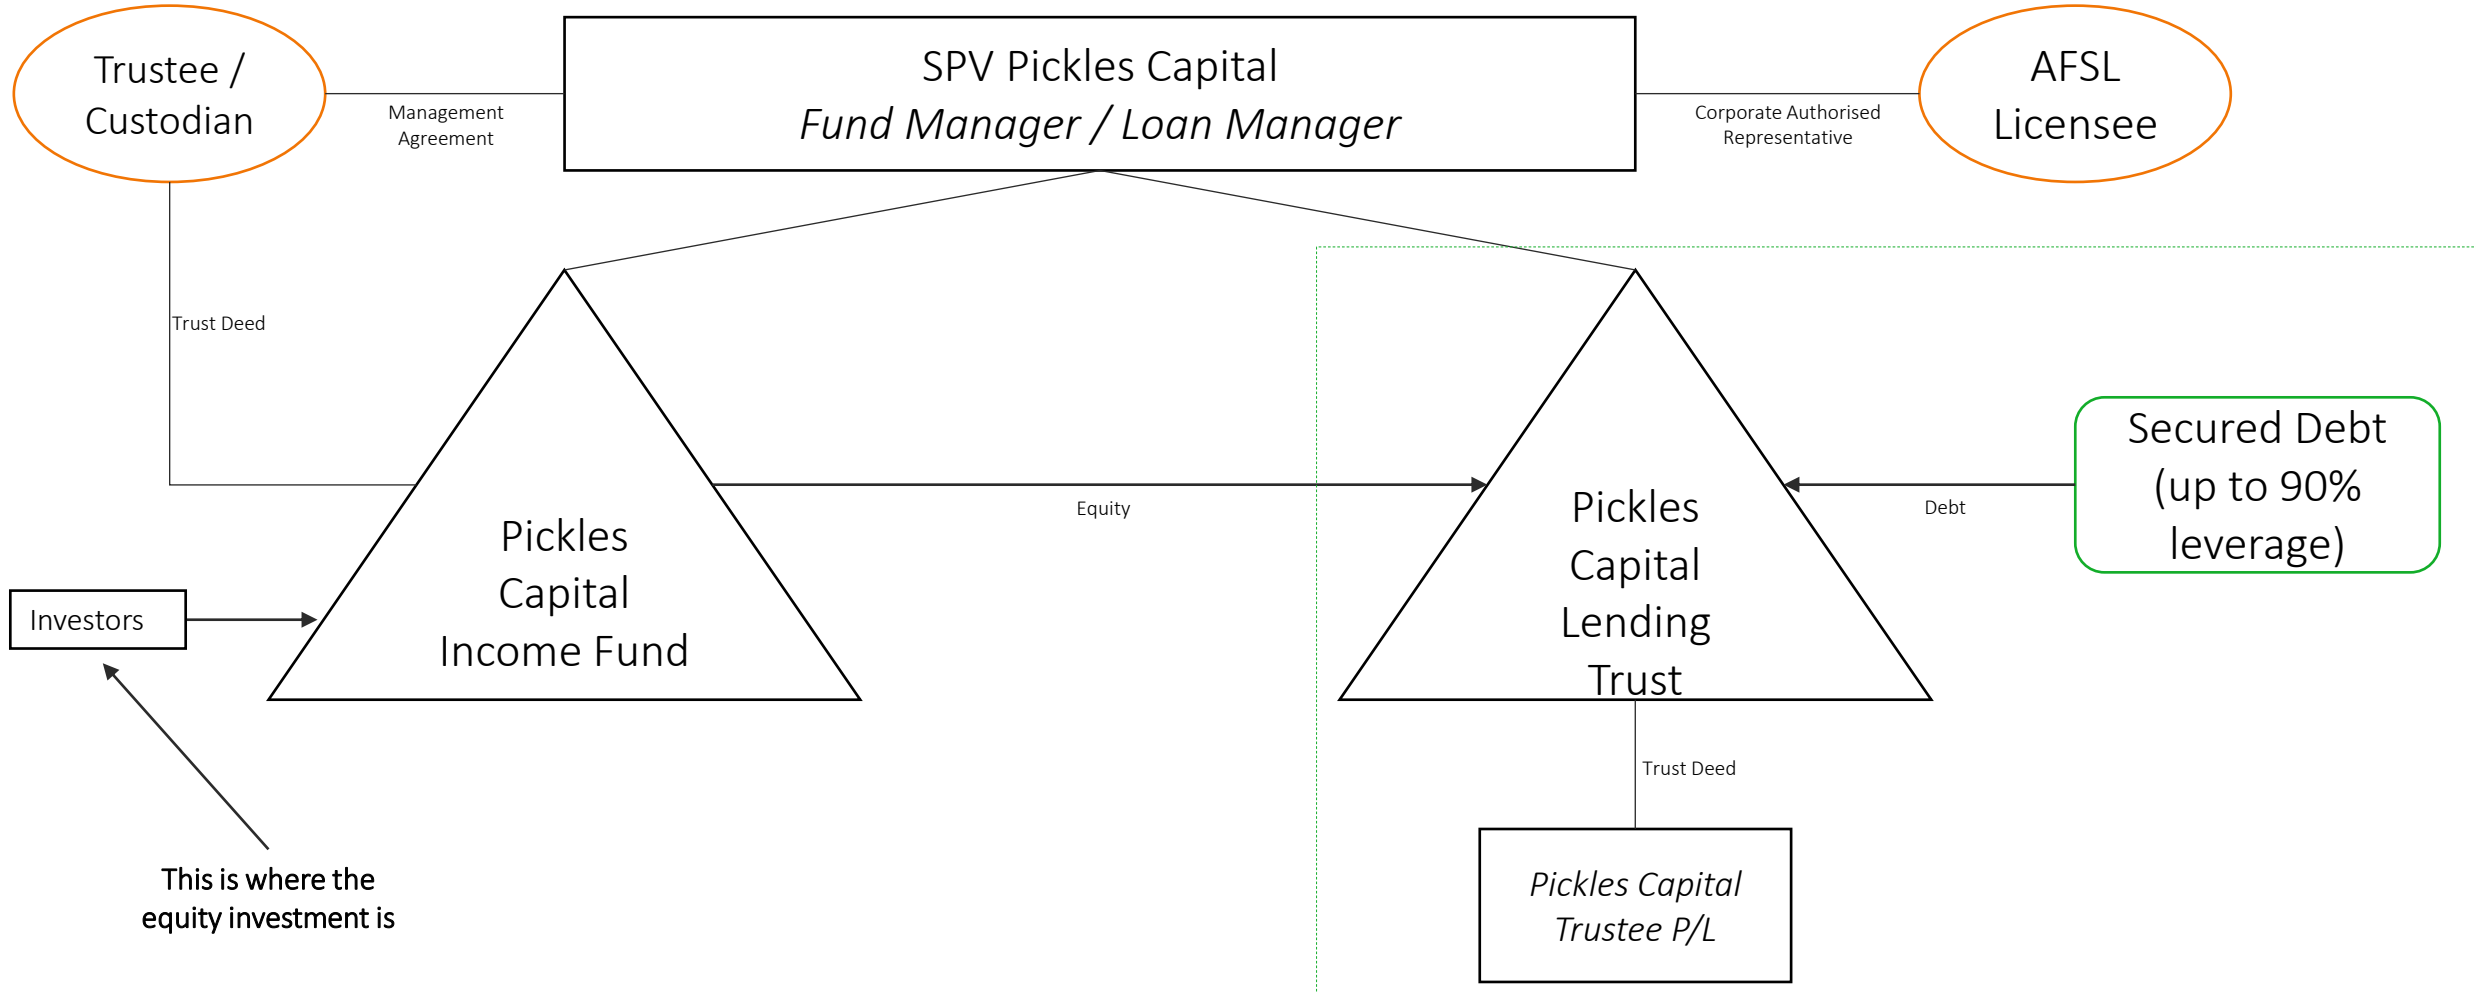 Trustee /
Custodian
Management
Agreement
SPV Pickles Capital
Fund Manager / Loan Manager
Corporate Authorised
Representative
AFSL
Licensee
Trust Deed
Pickles
Capital
Income Fund
Equity
Pickles
Capital
Lending
Trust
Debt
Secured Debt
(up to 90%
leverage)
Investors
Trust Deed
This is where the
equity investment is
Pickles Capital
Trustee P/L